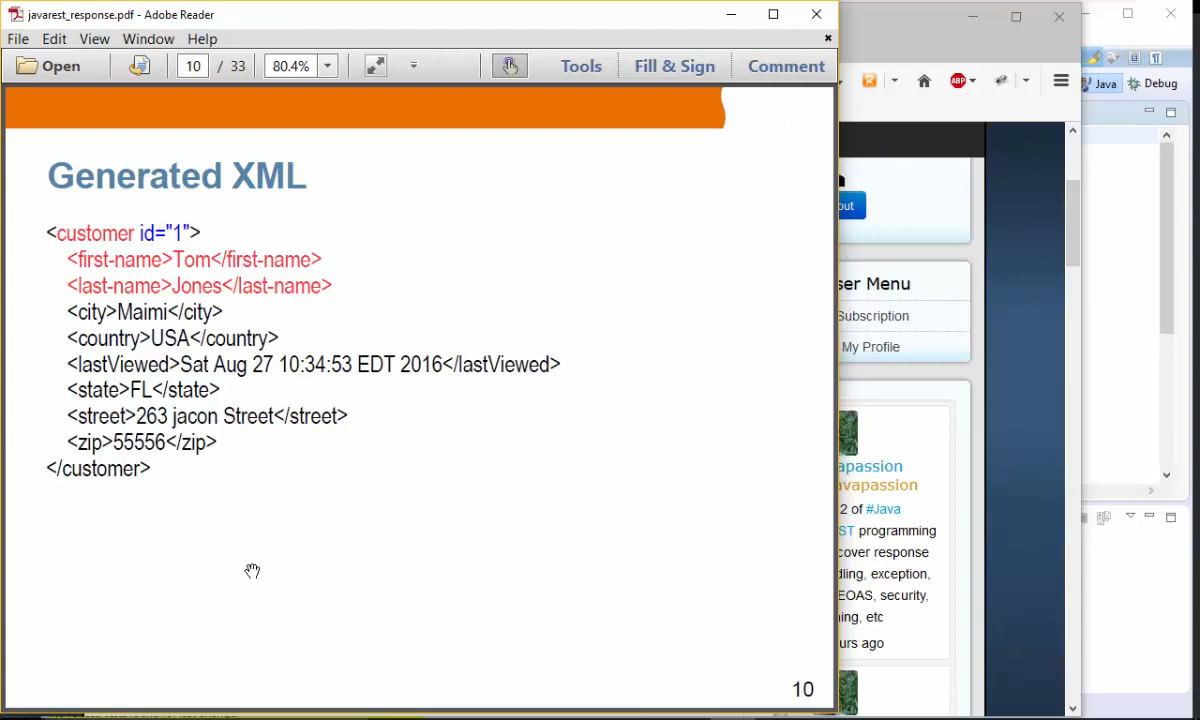 javarest_response.pdf - Adobe Reader
File Edit View Window Help
Open 10 / 33 80.4% Tools Fill & Sign Comment
Generated XML
<customer id="1">
<first-name>Tom</first-name>
<last-name>Jones</last-name>
<city>Maimi</city>
<country>USA</country>
<lastViewed>Sat Aug 27 10:34:53 EDT 2016</lastViewed>
<state>FL</state>
<street>263 jacon Street</street>
<zip>55556</zip>
</customer>
10
ABP
out
ser Menu
Subscription
My Profile
apassion
avapassion
2 of #Java
ST programming
cover response
dling, exception,
EOAS, security,
ing, etc
urs ago
Java Debug